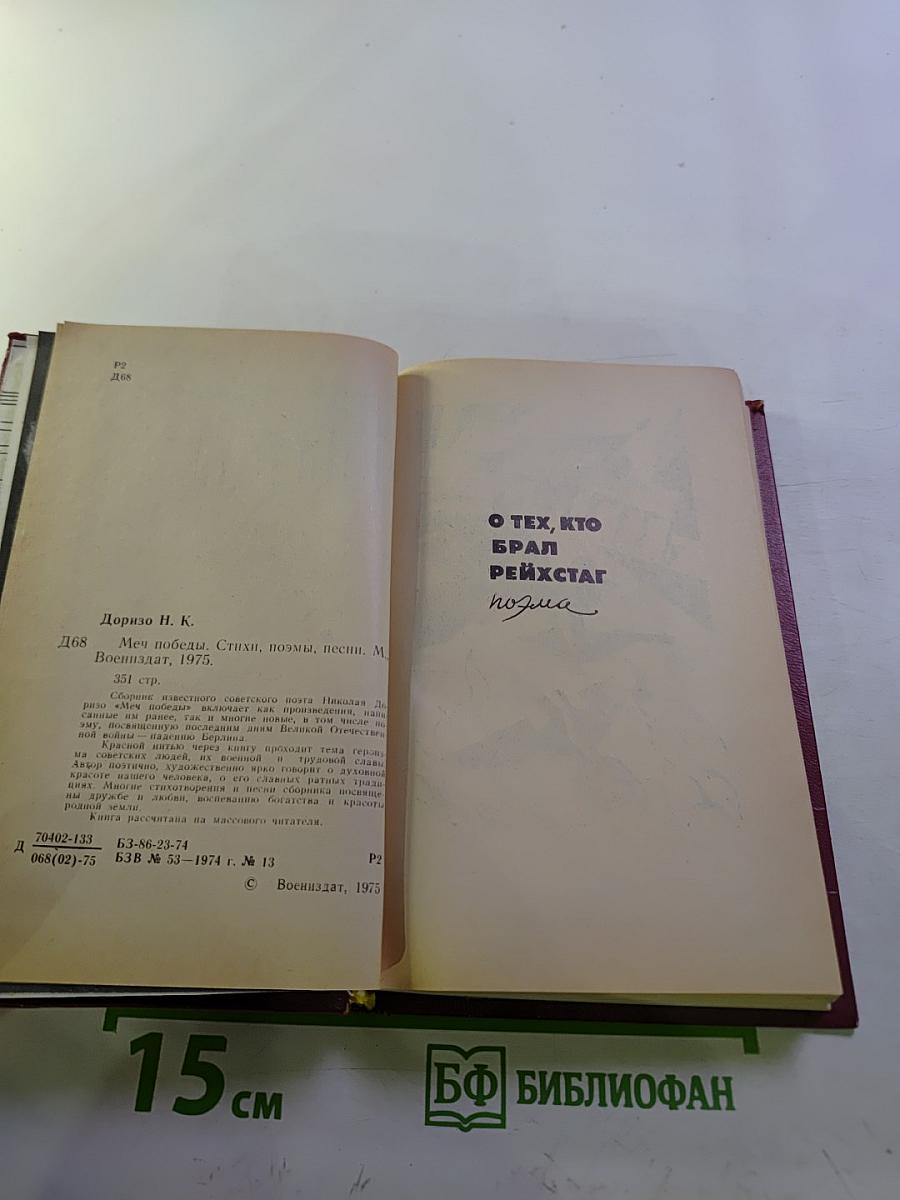 Р2
Д68
Доризо Н. К.
Д68 Меч победы. Стихи, поэмы, песни. М.,
Воениздат, 1975.
351 стр.
Сборник известного советского поэта Николая До-
ризо «Меч победы» включает как произведения, напи
санные им ранее, так и многие новые, в том числе по
эму, посвященную последним дням Великой Отечествен
ной войны — падению Берлина.
Красной нитью через книгу проходит тема героиз-
ма советских людей, их военной и трудовой славы.
Автор поэтично, художественно ярко говорит о духовной
красоте нашего человека, о его славных ратных тради-
циях. Многие стихотворения и песни сборника посвяще-
ны дружбе и любви, воспеванию богатства и красоты
родной земли.
Книга рассчитана на массового читателя.
Д 70402-133 БЗ-86-23-74
068(02)-75 БЗВ № 53—1974 г. № 13 Р2
© Воениздат, 1975
О ТЕХ, КТО
БРАЛ
РЕЙХСТАГ
поэма
15 см
БФ БИБЛИОФАН